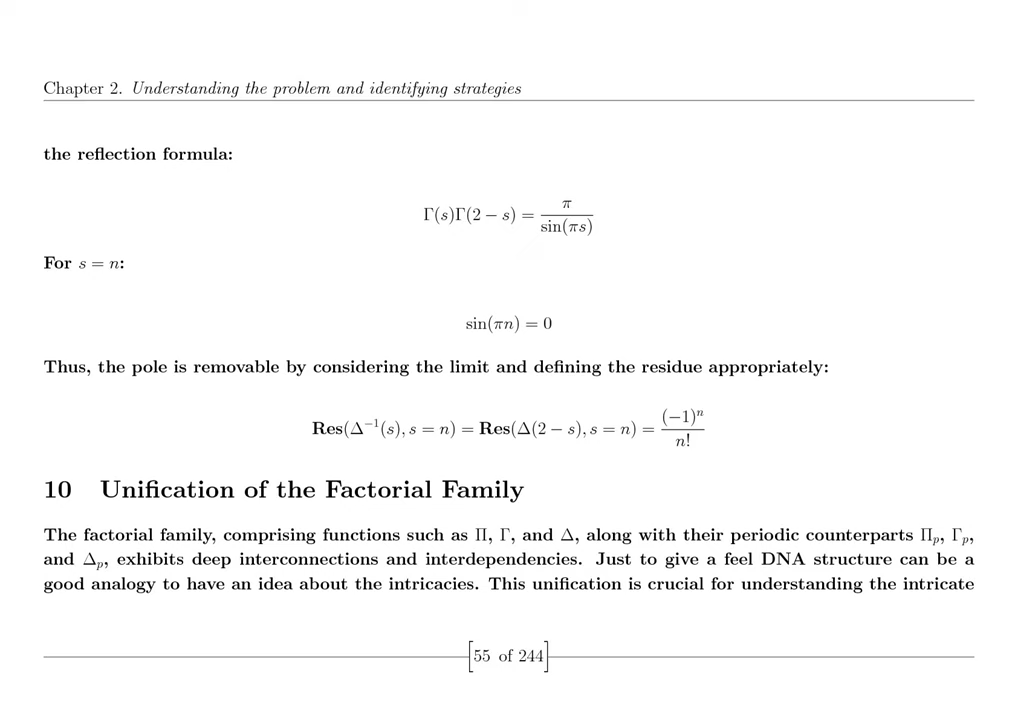 Chapter 2. Understanding the problem and identifying strategies
the reflection formula:
Γ(s)Γ(2 − s) = π / sin(πs)
For s = n:
sin(πn) = 0
Thus, the pole is removable by considering the limit and defining the residue appropriately:
Res(Δ⁻¹(s), s = n) = Res(Δ(2 − s), s = n) = (−1)ⁿ / n!
10 Unification of the Factorial Family
The factorial family, comprising functions such as Π, Γ, and Δ, along with their periodic counterparts Πₚ, Γₚ,
and Δₚ, exhibits deep interconnections and interdependencies. Just to give a feel DNA structure can be a
good analogy to have an idea about the intricacies. This unification is crucial for understanding the intricate
[55 of 244]